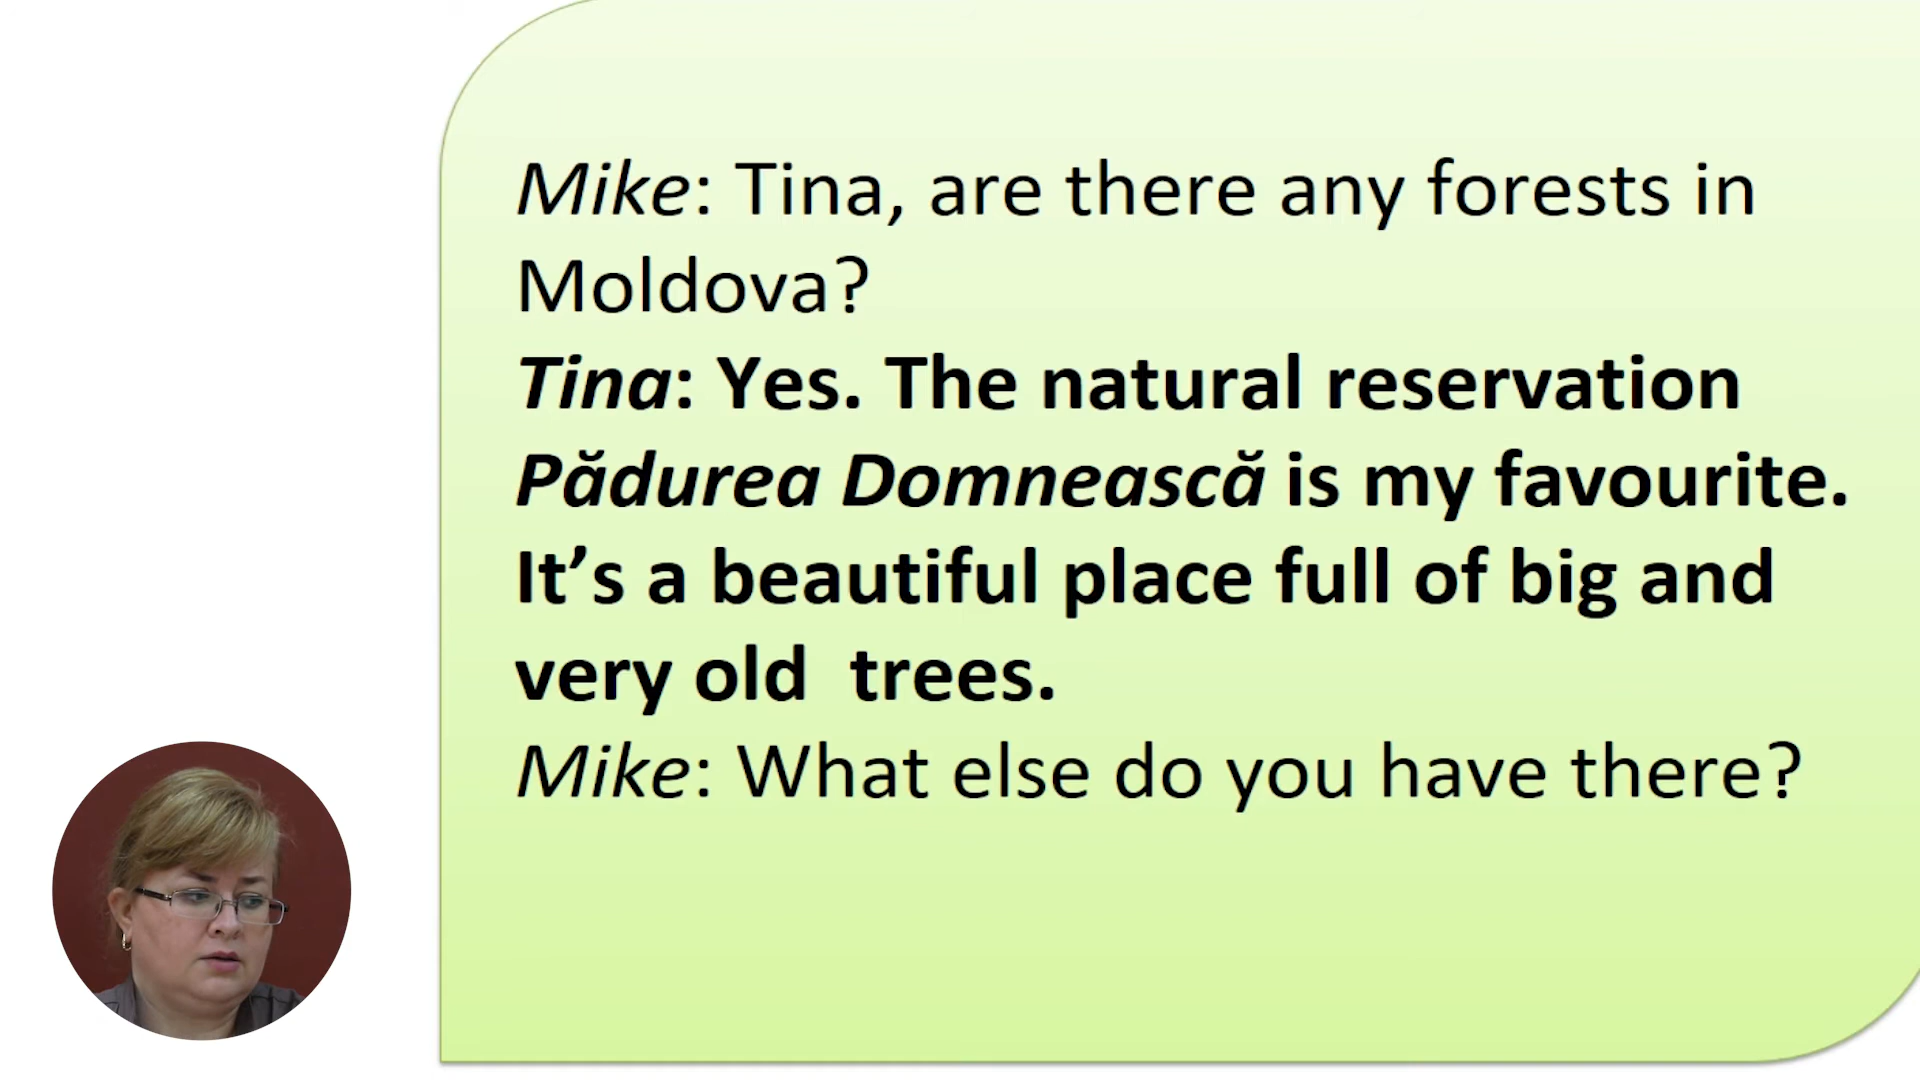 Mike: Tina, are there any forests in
Moldova?
Tina: Yes. The natural reservation
Pădurea Domnească is my favourite.
It’s a beautiful place full of big and
very old  trees.
Mike: What else do you have there?